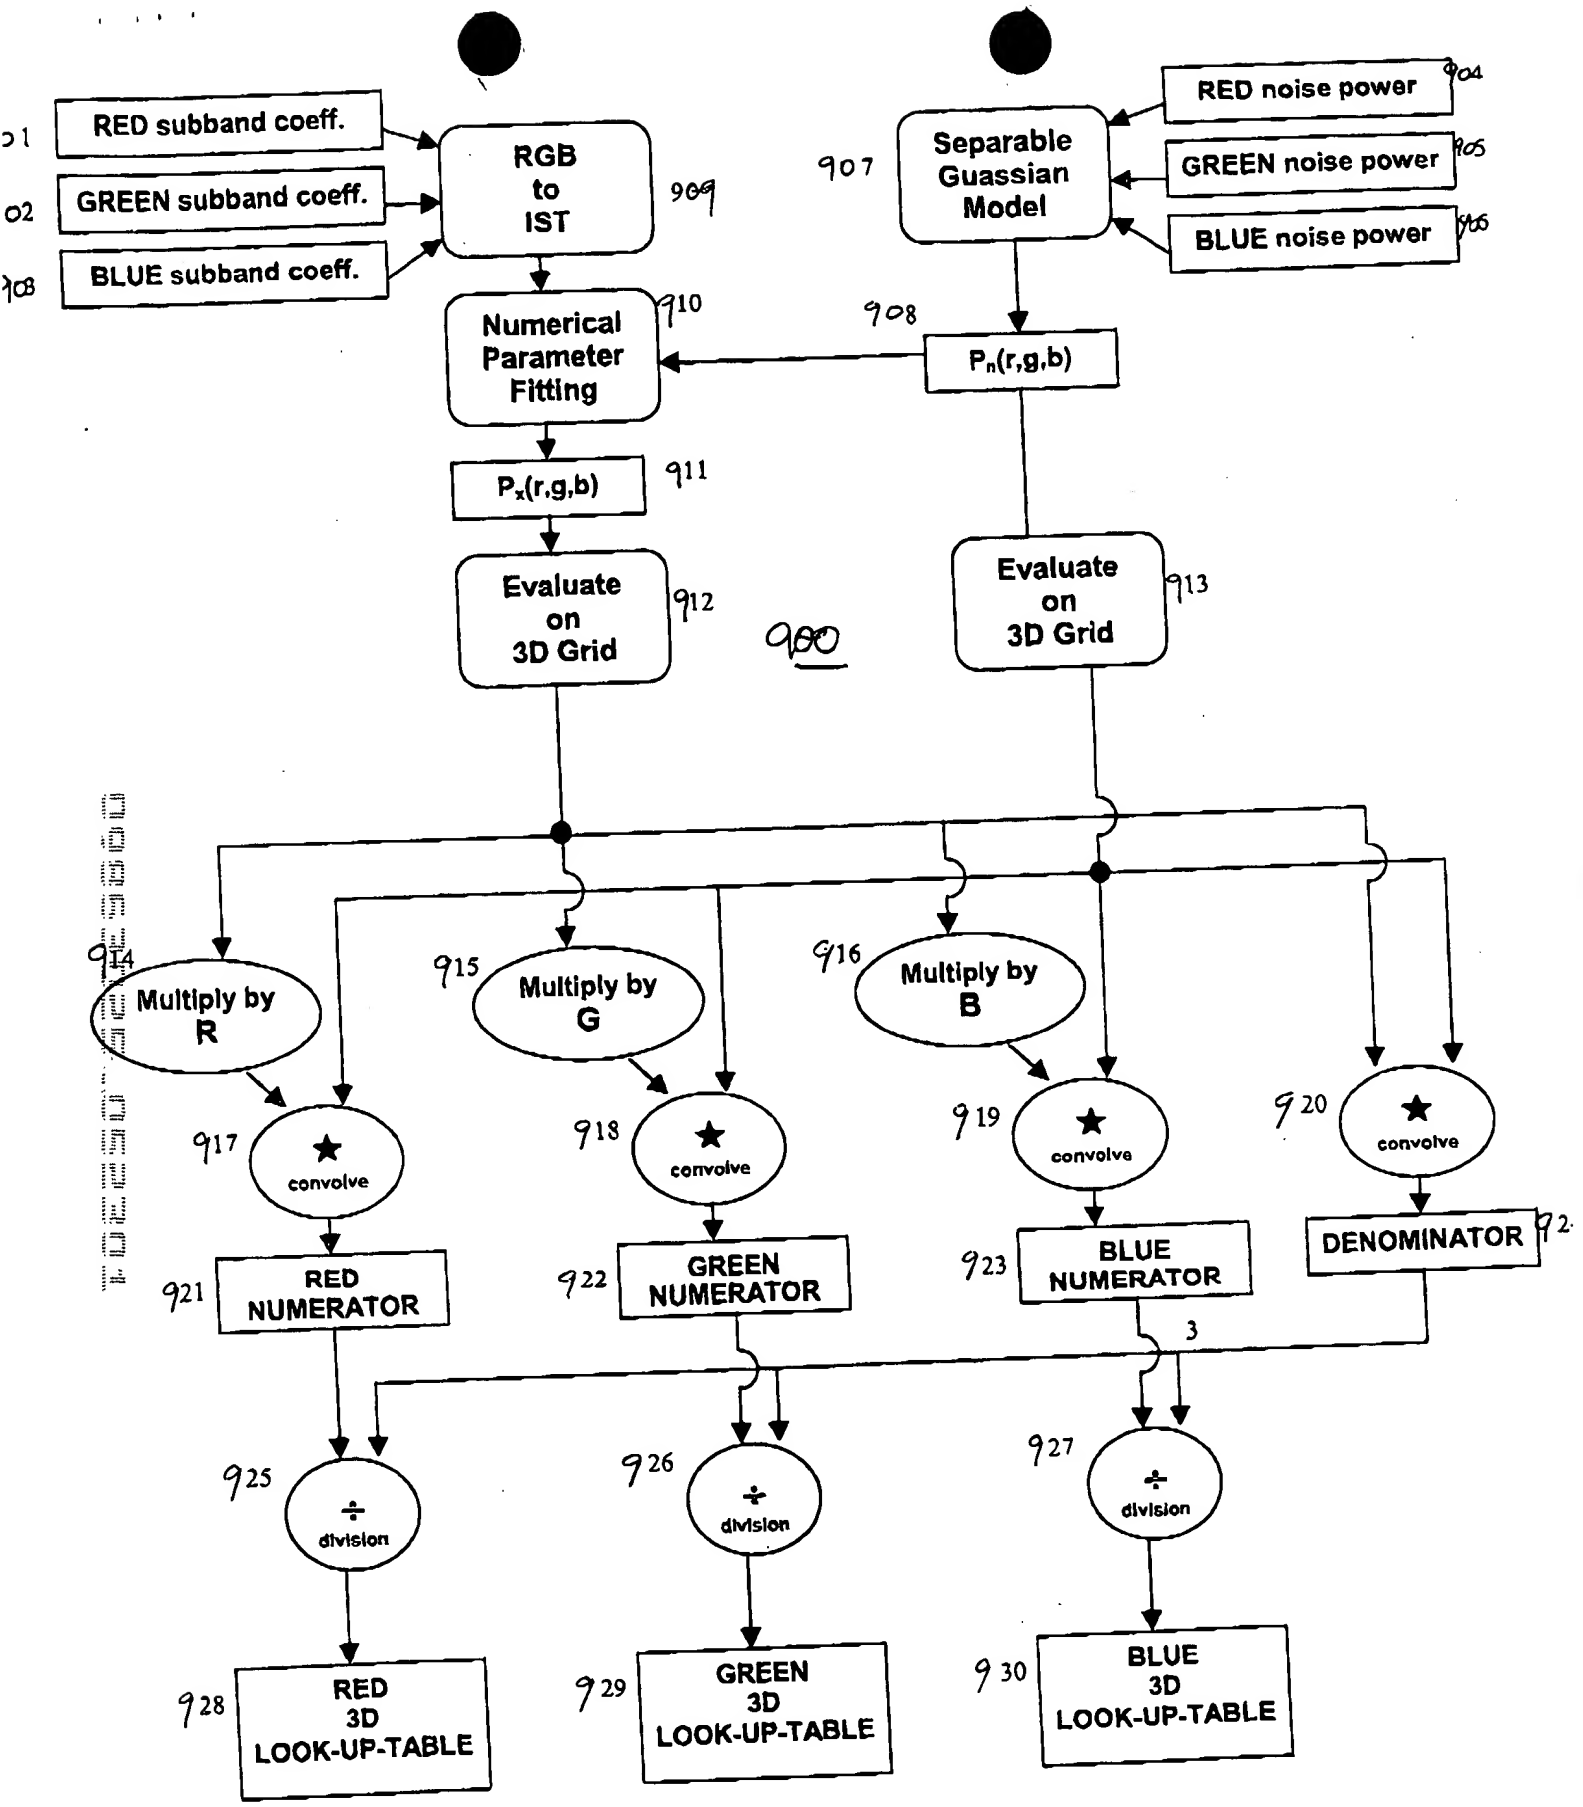 RED subband coeff.
GREEN subband coeff.
02
BLUE subband coeff.
RGB
to
IST
909
907
Separable
Guassian
Model
RED noise power
904
GREEN noise power
905
BLUE noise power
Numerical
Parameter
Fitting
910
908
Pn(r,g,b)
Px(r,g,b)
911
Evaluate
on
3D Grid
912
900
Evaluate
on
3D Grid
913
914
Multiply by
R
915
Multiply by
G
916
Multiply by
B
917
★
convolve
918
★
convolve
919
★
convolve
920
★
convolve
921
RED
NUMERATOR
922
GREEN
NUMERATOR
923
BLUE
NUMERATOR
DENOMINATOR
92
3
925
÷
division
926
÷
division
927
÷
division
928
RED
3D
LOOK-UP-TABLE
929
GREEN
3D
LOOK-UP-TABLE
930
BLUE
3D
LOOK-UP-TABLE